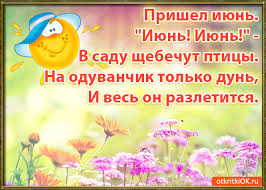 Пришел июнь.
"Июнь! Июнь!" -
В саду щебечут птицы.
На одуванчик только дунь,
И весь он разлетится.
otkritkiOK.ru